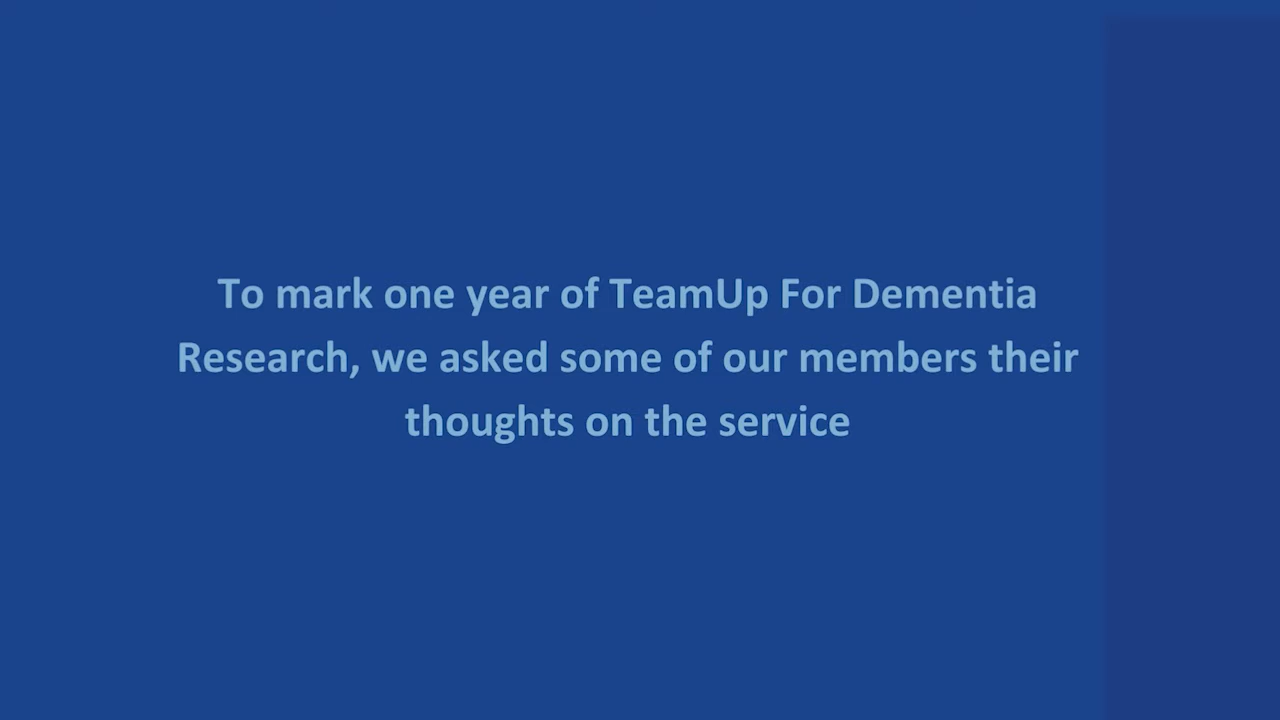 To mark one year of TeamUp For Dementia
Research, we asked some of our members their
thoughts on the service